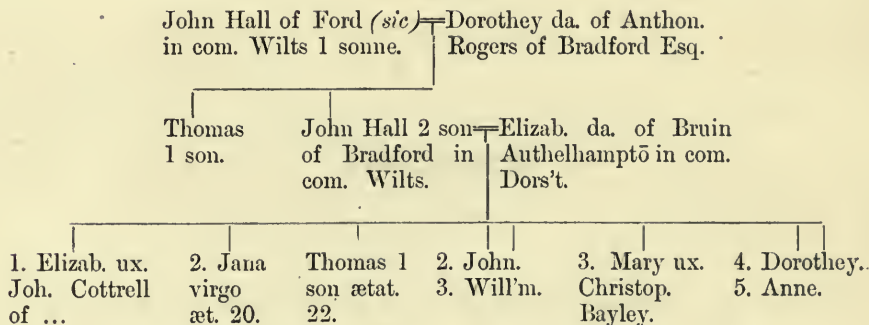 John Hall of Ford (sic)
in com. Wilts 1 sonne.
Dorothey da. of Anthon.
Rogers of Bradford Esq.
Thomas
1 son.
John Hall 2 son
of Bradford in
com. Wilts.
Elizab. da. of Bruin
Authelhamptō in com.
Dors't.
1. Elizab. ux.
Joh. Cottrell
of ...
2. Jana
virgo
æt. 20.
Thomas 1
son ætat.
22.
2. John.
3. Will'm.
3. Mary ux.
Christop.
Bayley.
4. Dorothey.
5. Anne.